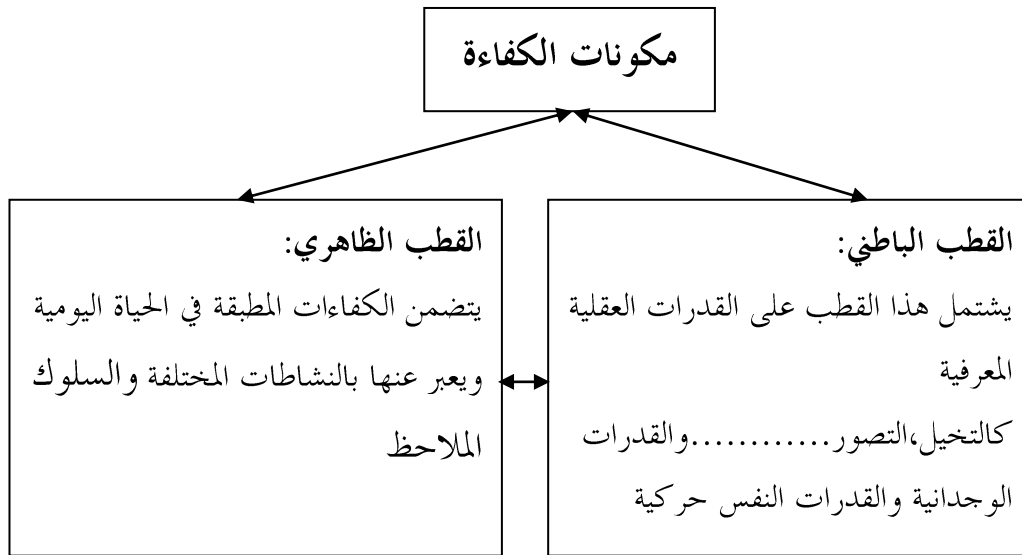 مكونات الكفاءة
القطب الباطني:
يشتمل هذا القطب على القدرات العقلية
المعرفية
كالتخيل،التصور............والقدرات
الوجدانية والقدرات النفس حركية
القطب الظاهري:
يتضمن الكفاءات المطبقة في الحياة اليومية
ويعبر عنها بالنشاطات المختلفة والسلوك
الملاحظ